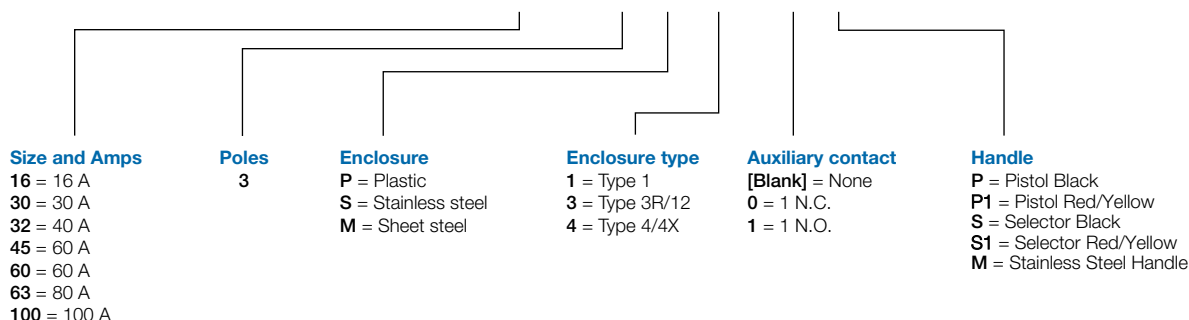 Size and Amps
16 = 16 A
30 = 30 A
32 = 40 A
45 = 60 A
60 = 60 A
63 = 80 A
100 = 100 A
Poles
3
Enclosure
P = Plastic
S = Stainless steel
M = Sheet steel
Enclosure type
1 = Type 1
3 = Type 3R/12
4 = Type 4/4X
Auxiliary contact
[Blank] = None
0 = 1 N.C.
1 = 1 N.O.
Handle
P = Pistol Black
P1 = Pistol Red/Yellow
S = Selector Black
S1 = Selector Red/Yellow
M = Stainless Steel Handle